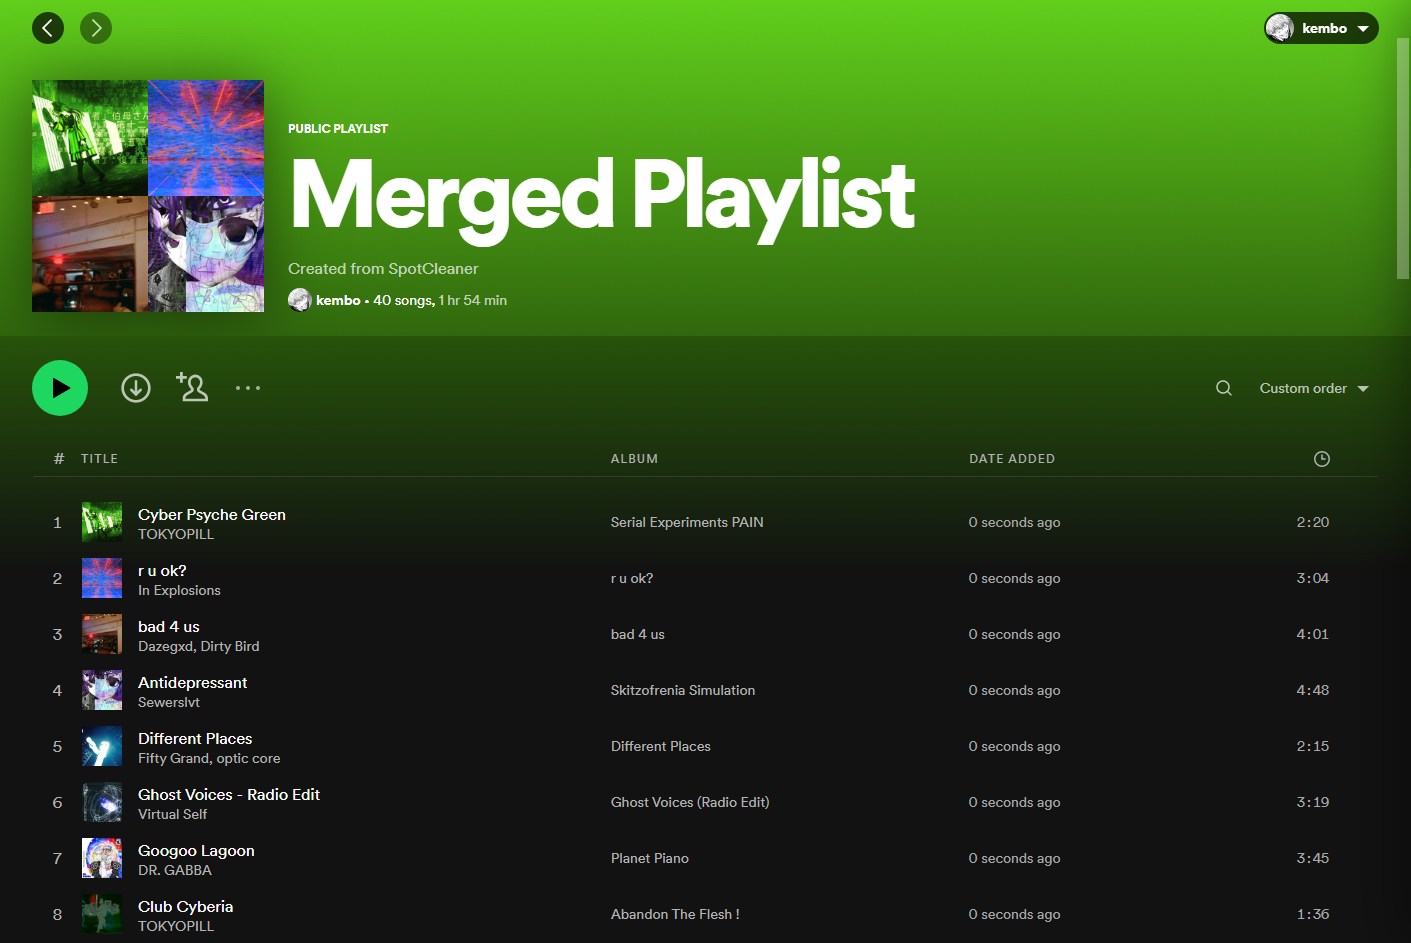 kembo
PUBLIC PLAYLIST
Merged Playlist
Created from SpotCleaner
kembo • 40 songs, 1 hr 54 min
Custom order
# TITLE ALBUM DATE ADDED
1 Cyber Psyche Green Serial Experiments PAIN 0 seconds ago 2:20
TOKYOPILL
2 r u ok? r u ok? 0 seconds ago 3:04
In Explosions
3 bad 4 us bad 4 us 0 seconds ago 4:01
Dazegxd, Dirty Bird
4 Antidepressant Skitzofrenia Simulation 0 seconds ago 4:48
Sewerslvt
5 Different Places Different Places 0 seconds ago 2:15
Fifty Grand, optic core
6 Ghost Voices - Radio Edit Ghost Voices (Radio Edit) 0 seconds ago 3:19
Virtual Self
7 Googoo Lagoon Planet Piano 0 seconds ago 3:45
DR. GABBA
8 Club Cyberia Abandon The Flesh ! 0 seconds ago 1:36
TOKYOPILL